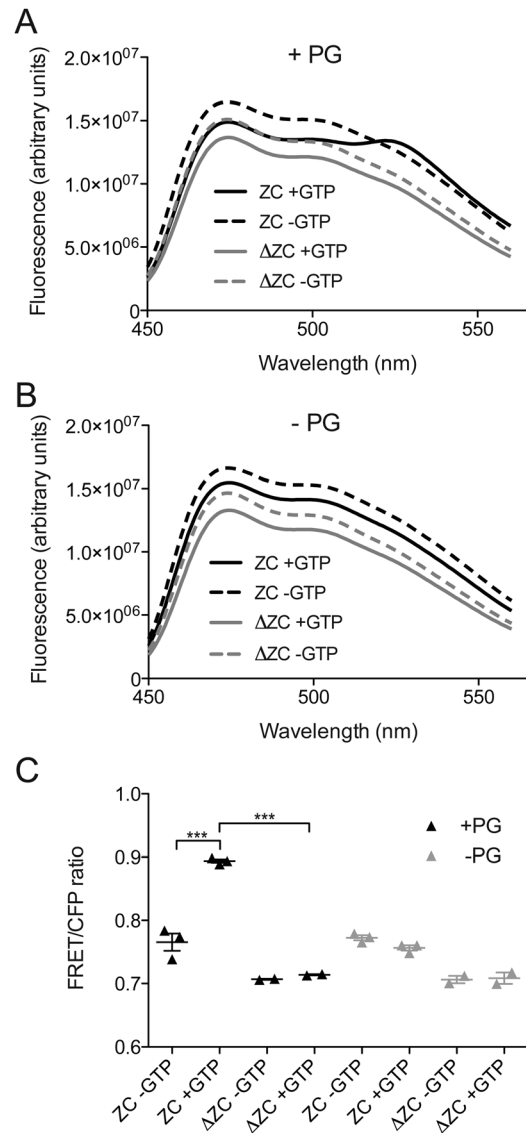 A
+ PG
Fluorescence (arbitrary units)
2.0×10⁰⁷
1.5×10⁰⁷
1.0×10⁰⁷
5.0×10⁰⁶
0
ZC +GTP
ZC -GTP
ΔZC +GTP
ΔZC -GTP
450
500
550
Wavelength (nm)
B
- PG
Fluorescence (arbitrary units)
2.0×10⁰⁷
1.5×10⁰⁷
1.0×10⁰⁷
5.0×10⁰⁶
0
ZC +GTP
ZC -GTP
ΔZC +GTP
ΔZC -GTP
450
500
550
Wavelength (nm)
C
FRET/CFP ratio
1.0
0.9
0.8
0.7
0.6
***
***
+PG
-PG
ZC -GTP
ZC +GTP
ΔZC -GTP
ΔZC +GTP
ZC -GTP
ZC +GTP
ΔZC -GTP
ΔZC +GTP